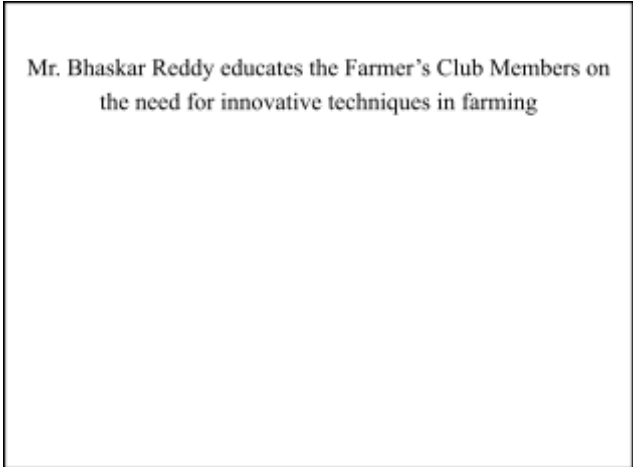 Mr. Bhaskar Reddy educates the Farmer’s Club Members on
the need for innovative techniques in farming